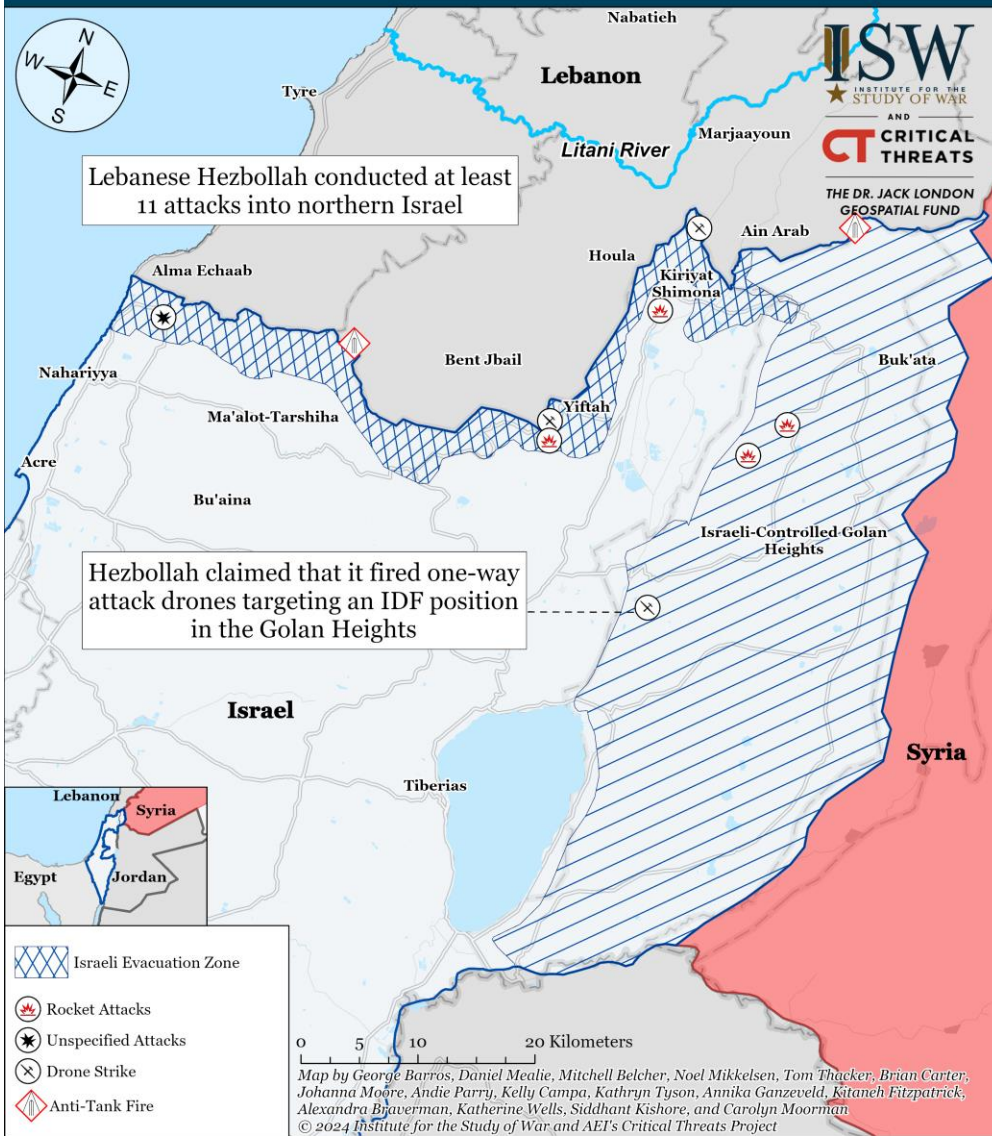 N
W
E
S
Nabatieh
Lebanon
Tyre
Litani River
Marjaayoun
ISW
INSTITUTE FOR THE
STUDY OF WAR
AND
CT CRITICAL
THREATS
THE DR. JACK LONDON
GEOSPATIAL FUND
Lebanese Hezbollah conducted at least
11 attacks into northern Israel
Ain Arab
Houla
Alma Echaab
Kiriyat
Shimona
Bent Jbail
Buk'ata
Nahariyya
Yiftah
Ma'alot-Tarshiha
Acre
Bu'aina
Israeli-Controlled Golan
Heights
Hezbollah claimed that it fired one-way
attack drones targeting an IDF position
in the Golan Heights
Israel
Syria
Tiberias
Lebanon
Syria
Egypt
Jordan
Israeli Evacuation Zone
Rocket Attacks
Unspecified Attacks
Drone Strike
Anti-Tank Fire
0 5 10 20 Kilometers
Map by George Barros, Daniel Mealie, Mitchell Belcher, Noel Mikkelsen, Tom Thacker, Brian Carter,
Johanna Moore, Andie Parry, Kelly Campa, Kathryn Tyson, Annika Ganzeveld, Kitaneh Fitzpatrick,
Alexandra Braverman, Katherine Wells, Siddhant Kishore, and Carolyn Moorman
© 2024 Institute for the Study of War and AEI's Critical Threats Project